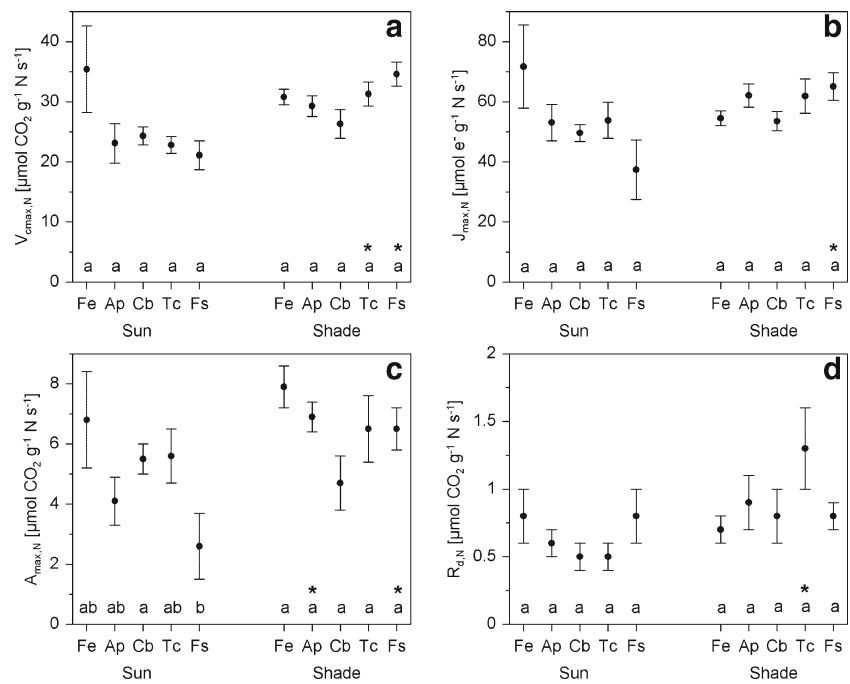 a
V_cmax,N [µmol CO₂ g⁻¹ N s⁻¹]
40
30
20
10
0
* *
a a a a a a a a a a
Fe Ap Cb Tc Fs Fe Ap Cb Tc Fs
Sun Shade
b
J_max,N [µmol e⁻ g⁻¹ N s⁻¹]
80
60
40
20
0
*
a a a a a a a a a a
Fe Ap Cb Tc Fs Fe Ap Cb Tc Fs
Sun Shade
c
A_max,N [µmol CO₂ g⁻¹ N s⁻¹]
8
6
4
2
0
* *
ab ab a ab b a a a a a
Fe Ap Cb Tc Fs Fe Ap Cb Tc Fs
Sun Shade
d
R_d,N [µmol CO₂ g⁻¹ N s⁻¹]
2
1.5
1
0.5
0
*
a a a a a a a a a a
Fe Ap Cb Tc Fs Fe Ap Cb Tc Fs
Sun Shade